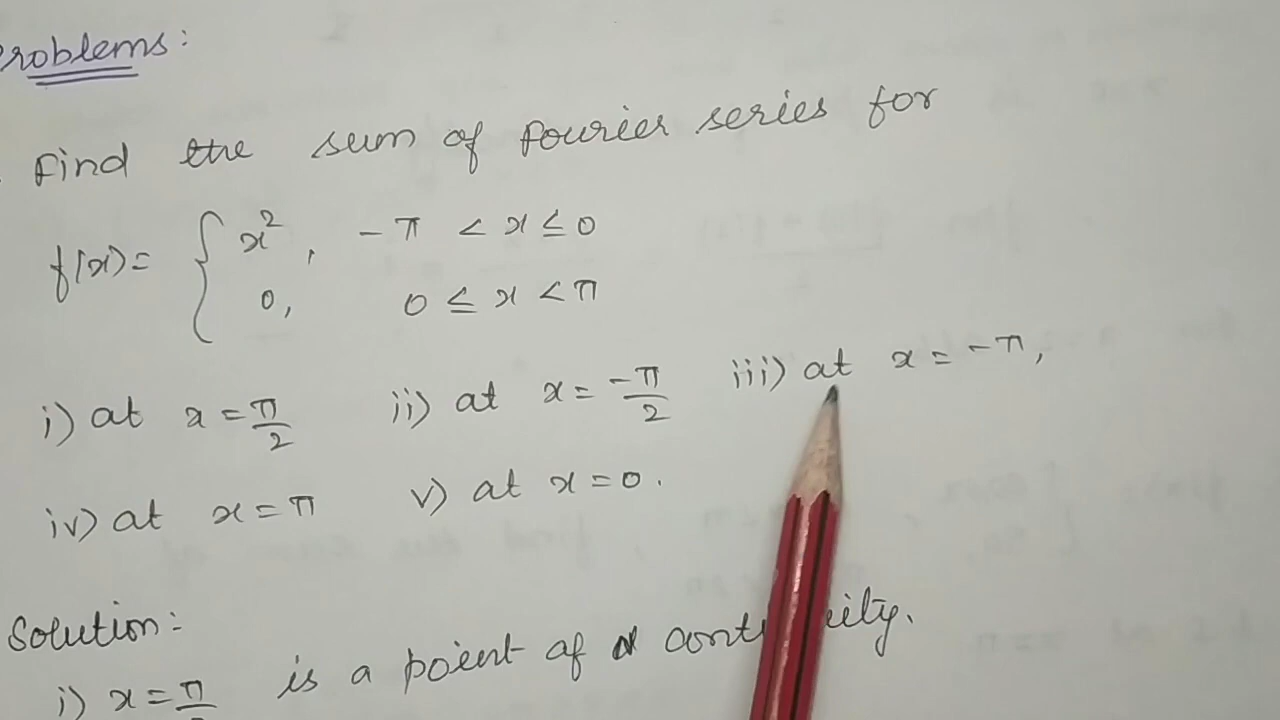 Problems:
Find the sum of Fourier series for
f(x)= { x², -π < x ≤ 0
0, 0 ≤ x < π
i) at x = π/2 ii) at x = -π/2 iii) at x = -π,
iv) at x = π v) at x = 0.
Solution:
i) x = π/2 is a point of continuity.